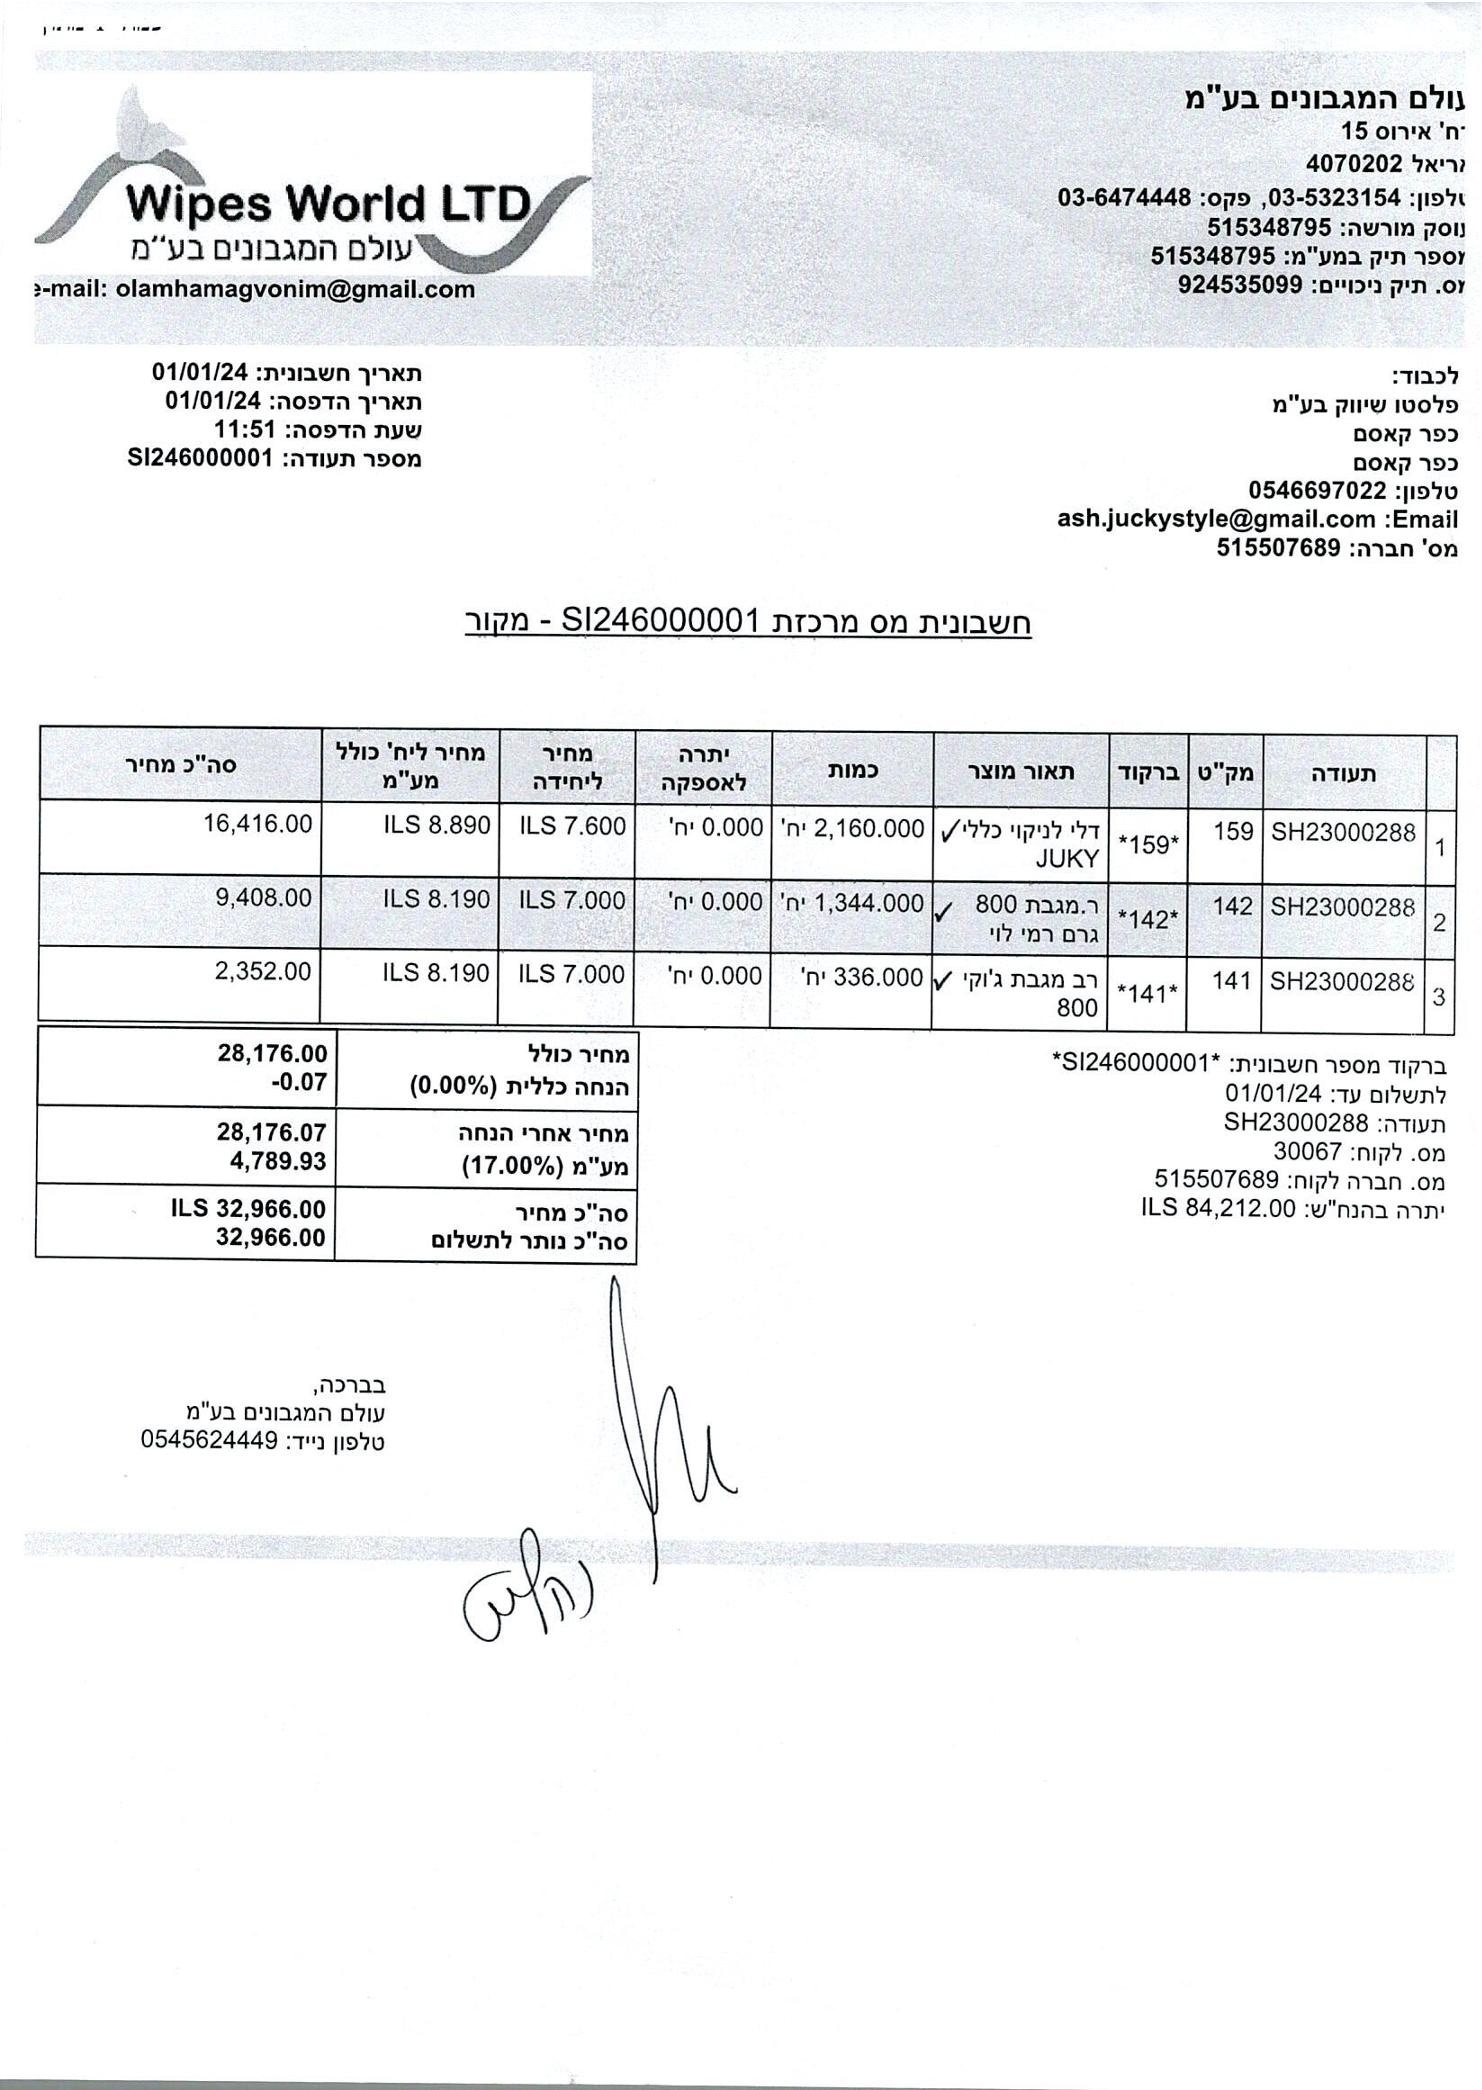 עולם המגבונים בע"מ
רח' אירוס 15
אריאל 4070202
טלפון: 03-5323154, פקס: 03-6474448
עוסק מורשה: 515348795
מספר תיק במע"מ: 515348795
מס. תיק ניכויים: 924535099
Wipes World LTD
עולם המגבונים בע"מ
e-mail: olamhamagvonim@gmail.com
לכבוד:
פלסטו שיווק בע"מ
כפר קאסם
כפר קאסם
טלפון: 0546697022
Email: ash.juckystyle@gmail.com
מס' חברה: 515507689
תאריך חשבונית: 01/01/24
תאריך הדפסה: 01/01/24
שעת הדפסה: 11:51
מספר תעודה: SI246000001
חשבונית מס מרכזת SI246000001 - מקור
תעודה מק"ט ברקוד תאור מוצר כמות יתרה לאספקה מחיר ליחידה מחיר ליח' כולל מע"מ סה"כ מחיר
1 SH23000288 159 *159* דלי לניקוי כללי JUKY ✓ 2,160.000 יח' 0.000 יח' ILS 7.600 ILS 8.890 16,416.00
2 SH23000288 142 *142* ר.מגבת 800 גרם רמי לוי ✓ 1,344.000 יח' 0.000 יח' ILS 7.000 ILS 8.190 9,408.00
3 SH23000288 141 *141* רב מגבת ג'וקי 800 ✓ 336.000 יח' 0.000 יח' ILS 7.000 ILS 8.190 2,352.00
מחיר כולל 28,176.00
הנחה כללית (0.00%) -0.07
מחיר אחרי הנחה 28,176.07
מע"מ (17.00%) 4,789.93
סה"כ מחיר ILS 32,966.00
סה"כ נותר לתשלום 32,966.00
ברקוד מספר חשבונית: *SI246000001*
לתשלום עד: 01/01/24
תעודה: SH23000288
מס. לקוח: 30067
מס. חברה לקוח: 515507689
יתרה בהנח"ש: ILS 84,212.00
בברכה,
עולם המגבונים בע"מ
טלפון נייד: 0545624449